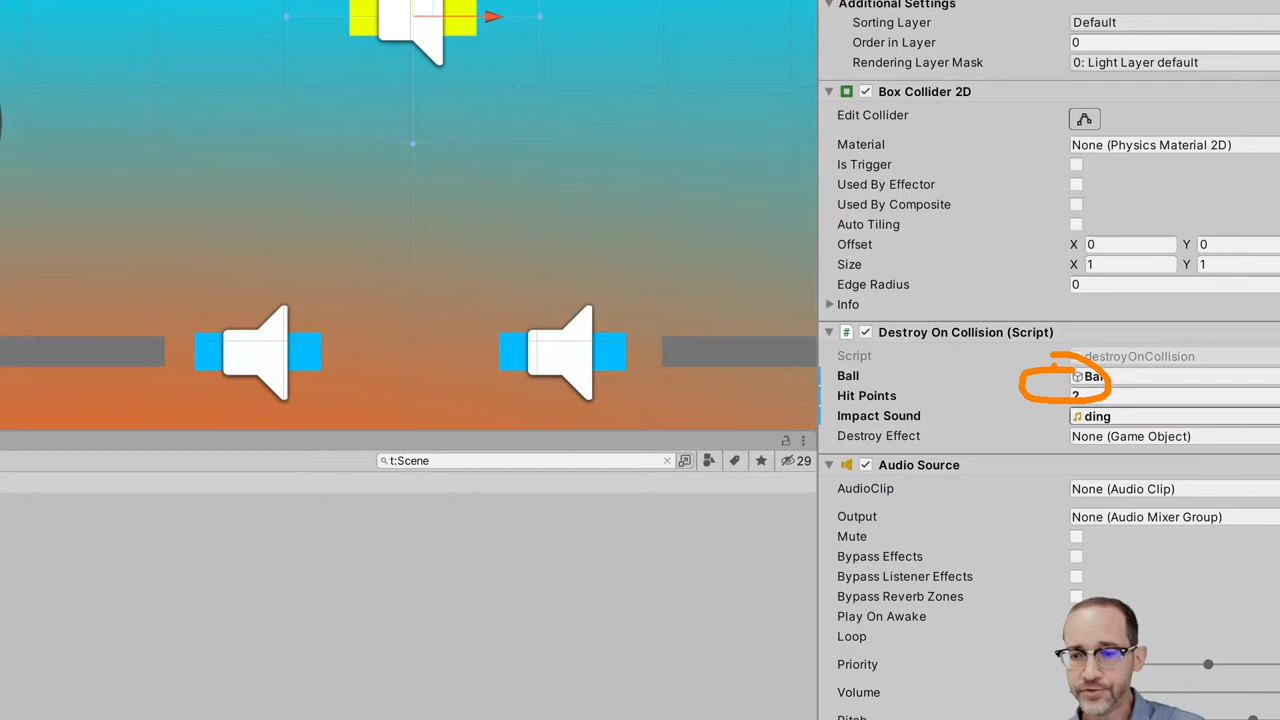 Additional Settings
Sorting Layer Default
Order in Layer 0
Rendering Layer Mask 0: Light Layer default
Box Collider 2D
Edit Collider
Material None (Physics Material 2D)
Is Trigger
Used By Effector
Used By Composite
Auto Tiling
Offset X 0 Y 0
Size X 1 Y 1
Edge Radius 0
Info
# Destroy On Collision (Script)
Script destroyOnCollision
Ball Ball
Hit Points 2
Impact Sound ding
Destroy Effect None (Game Object)
t:Scene 29
Audio Source
AudioClip None (Audio Clip)
Output None (Audio Mixer Group)
Mute
Bypass Effects
Bypass Listener Effects
Bypass Reverb Zones
Play On Awake
Loop
Priority
Volume
Pitch